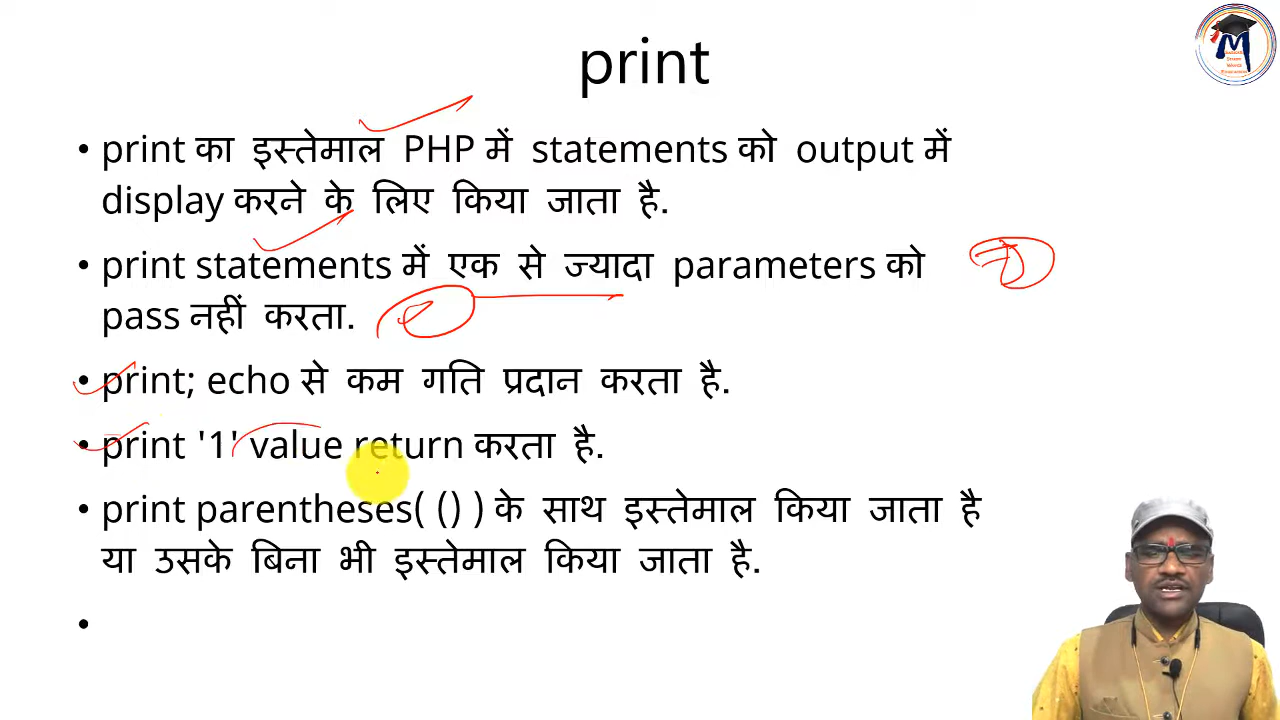 print
• print का इस्तेमाल PHP में statements को output में
display करने के लिए किया जाता है.
• print statements में एक से ज्यादा parameters को
pass नहीं करता.
• print; echo से कम गति प्रदान करता है.
• print '1' value return करता है.
• print parentheses( () ) के साथ इस्तेमाल किया जाता है
या उसके बिना भी इस्तेमाल किया जाता है.
•